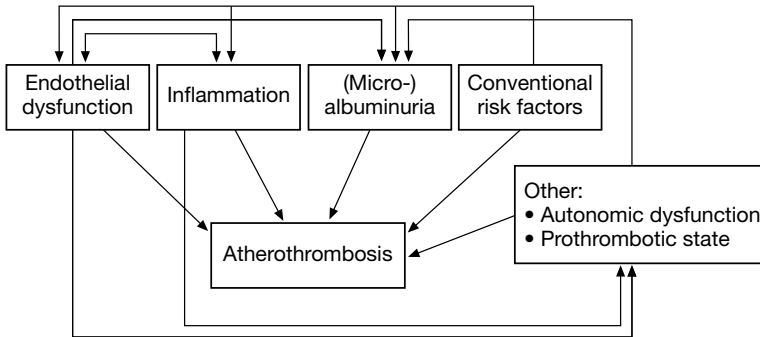 Endothelial
dysfunction
Inflammation
(Micro-)
albuminuria
Conventional
risk factors
Other:
• Autonomic dysfunction
• Prothrombotic state
Atherothrombosis